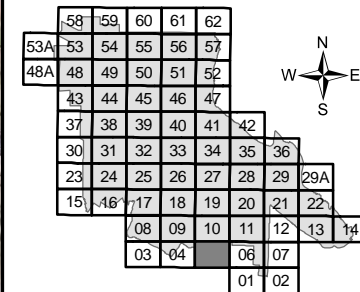 58 59 60 61 62
53A 53 54 55 56 57
N
48A 48 49 50 51 52
W E
43 44 45 46 47
S
37 38 39 40 41 42
30 31 32 33 34 35 36
23 24 25 26 27 28 29 29A
15 16 17 18 19 20 21 22
08 09 10 11 12 13 14
03 04 06 07
01 02